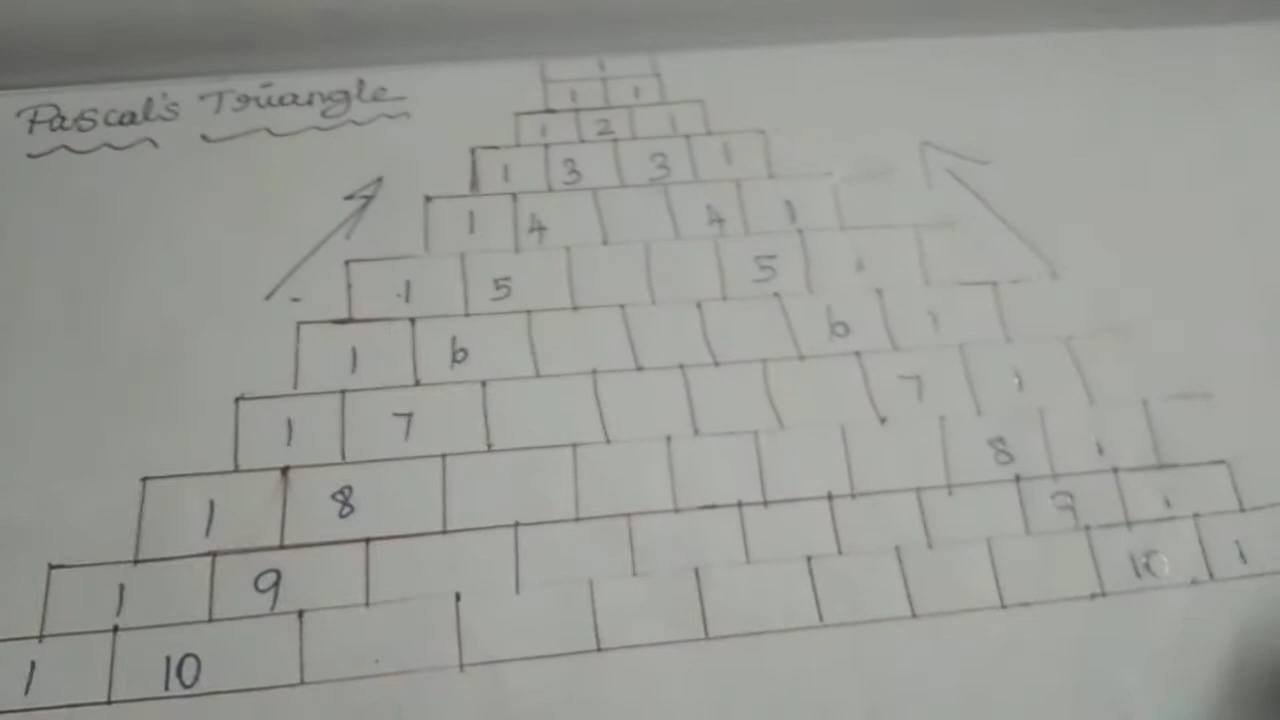 Pascal's Triangle
1
1 1
1 2 1
1 3 3 1
1 4 4 1
1 5 5 1
1 6 6 1
1 7 7 1
1 8 8 1
1 9 9 1
1 10 10 1